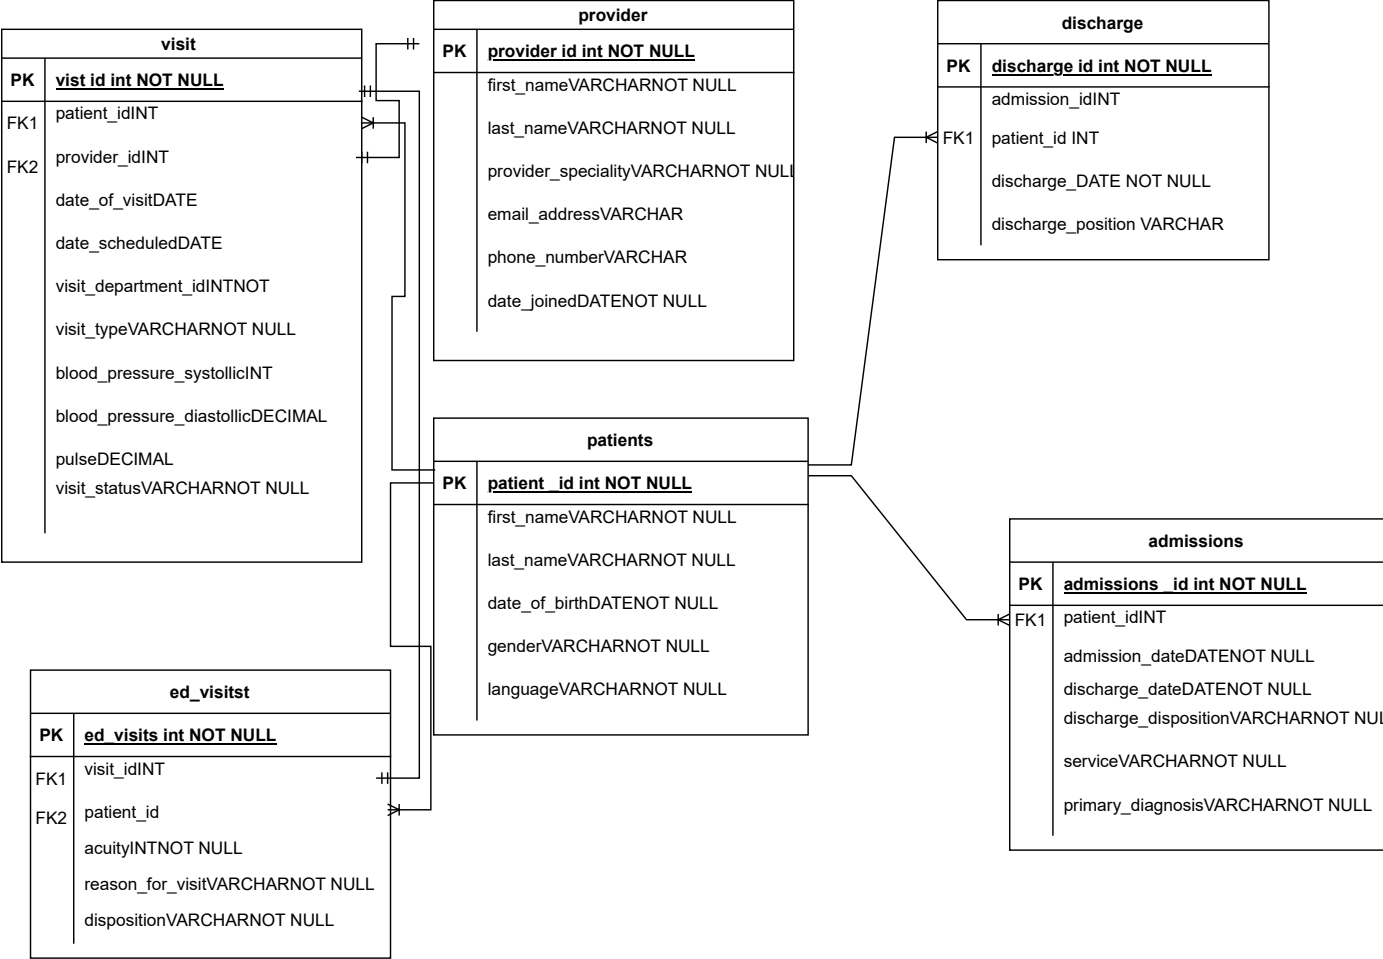 visit
PK vist id int NOT NULL
FK1 patient_idINT
FK2 provider_idINT
date_of_visitDATE
date_scheduledDATE
visit_department_idINTNOT
visit_typeVARCHARNOT NULL
blood_pressure_systollicINT
blood_pressure_diastollicDECIMAL
pulseDECIMAL
visit_statusVARCHARNOT NULL
provider
PK provider id int NOT NULL
first_nameVARCHARNOT NULL
last_nameVARCHARNOT NULL
provider_specialityVARCHARNOT NULL
email_addressVARCHAR
phone_numberVARCHAR
date_joinedDATENOT NULL
discharge
PK discharge id int NOT NULL
admission_idINT
FK1 patient_id INT
discharge_DATE NOT NULL
discharge_position VARCHAR
patients
PK patient _id int NOT NULL
first_nameVARCHARNOT NULL
last_nameVARCHARNOT NULL
date_of_birthDATENOT NULL
genderVARCHARNOT NULL
languageVARCHARNOT NULL
admissions
PK admissions _id int NOT NULL
FK1 patient_idINT
admission_dateDATENOT NULL
discharge_dateDATENOT NULL
discharge_dispositionVARCHARNOT NUL
serviceVARCHARNOT NULL
primary_diagnosisVARCHARNOT NULL
ed_visitst
PK ed_visits int NOT NULL
FK1 visit_idINT
FK2 patient_id
acuityINTNOT NULL
reason_for_visitVARCHARNOT NULL
dispositionVARCHARNOT NULL